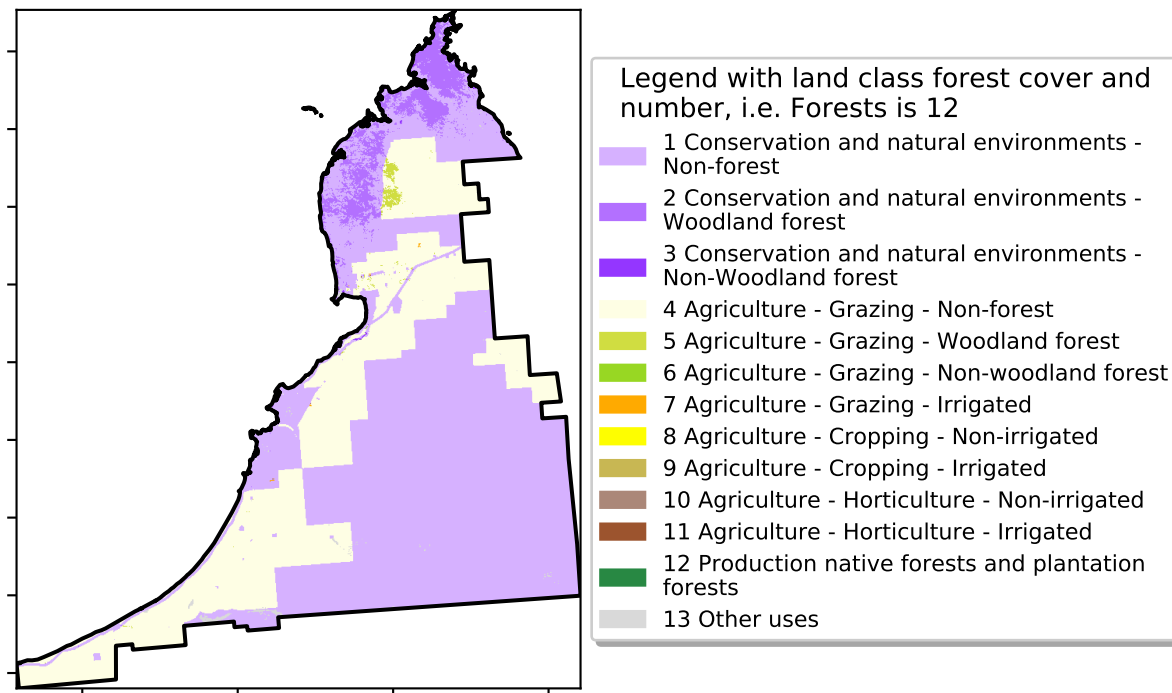 Legend with land class forest cover and
number, i.e. Forests is 12
1 Conservation and natural environments -
Non-forest
2 Conservation and natural environments -
Woodland forest
3 Conservation and natural environments -
Non-Woodland forest
4 Agriculture - Grazing - Non-forest
5 Agriculture - Grazing - Woodland forest
6 Agriculture - Grazing - Non-woodland forest
7 Agriculture - Grazing - Irrigated
8 Agriculture - Cropping - Non-irrigated
9 Agriculture - Cropping - Irrigated
10 Agriculture - Horticulture - Non-irrigated
11 Agriculture - Horticulture - Irrigated
12 Production native forests and plantation
forests
13 Other uses